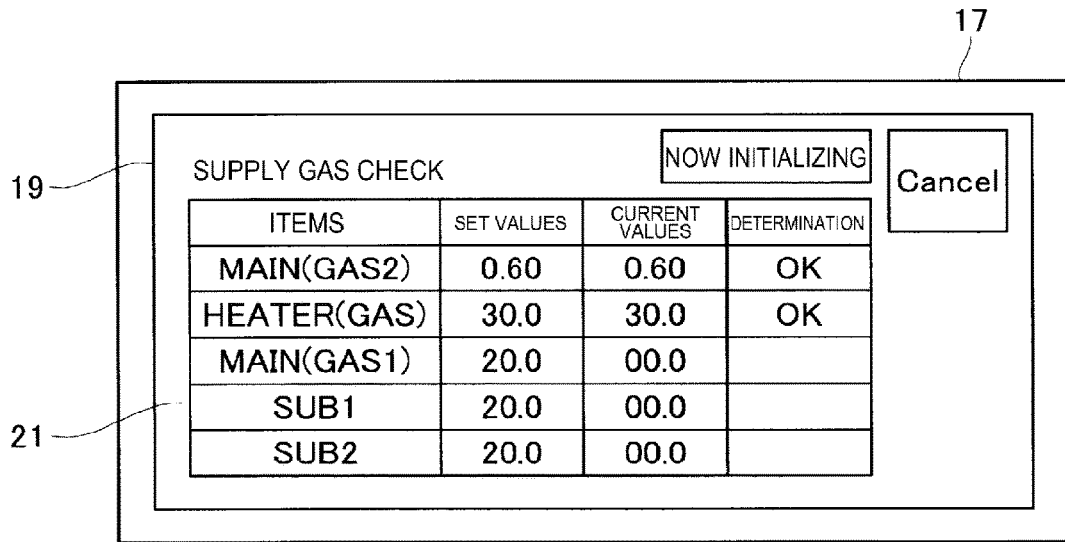 17
19
SUPPLY GAS CHECK NOW INITIALIZING Cancel
ITEMS SET VALUES CURRENT VALUES DETERMINATION
MAIN(GAS2) 0.60 0.60 OK
HEATER(GAS) 30.0 30.0 OK
MAIN(GAS1) 20.0 00.0
SUB1 20.0 00.0
21
SUB2 20.0 00.0